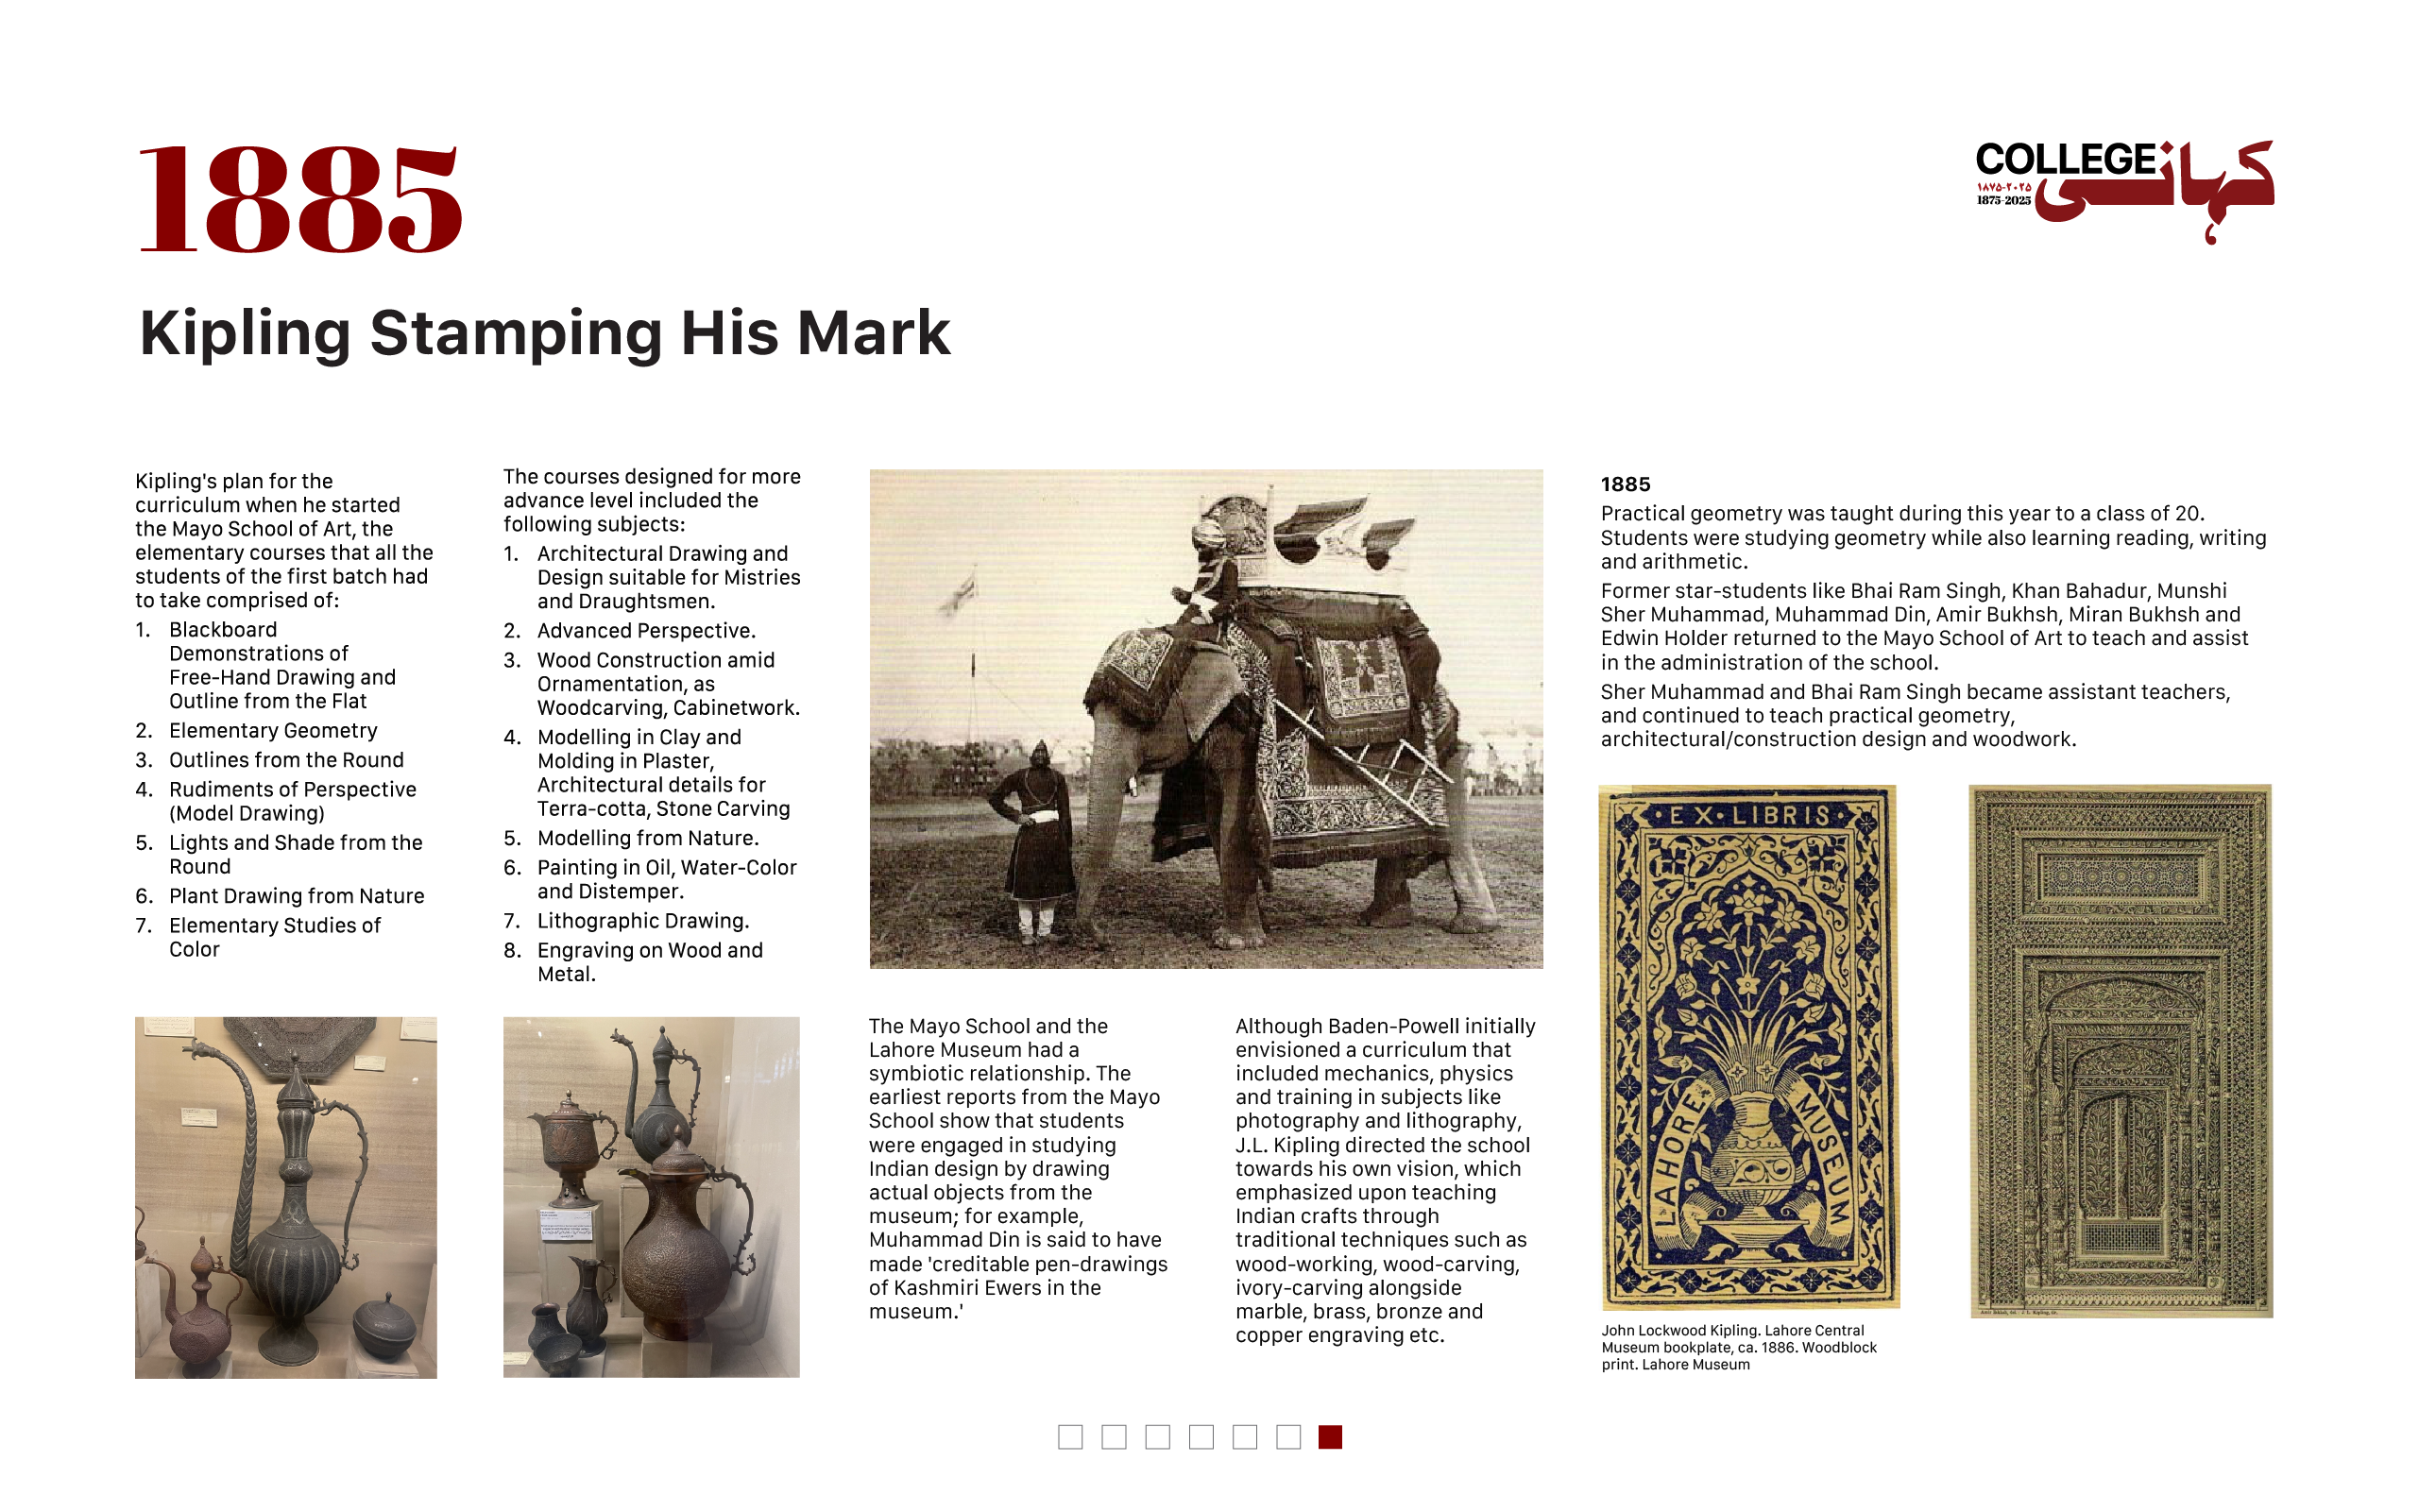 1885
COLLEGE کہانی
۱۸۷۵-۲۰۲۵
1875-2025
Kipling Stamping His Mark
Kipling's plan for the
curriculum when he started
the Mayo School of Art, the
elementary courses that all the
students of the first batch had
to take comprised of:
1. Blackboard
Demonstrations of
Free-Hand Drawing and
Outline from the Flat
2. Elementary Geometry
3. Outlines from the Round
4. Rudiments of Perspective
(Model Drawing)
5. Lights and Shade from the
Round
6. Plant Drawing from Nature
7. Elementary Studies of
Color
The courses designed for more
advance level included the
following subjects:
1. Architectural Drawing and
Design suitable for Mistries
and Draughtsmen.
2. Advanced Perspective.
3. Wood Construction amid
Ornamentation, as
Woodcarving, Cabinetwork.
4. Modelling in Clay and
Molding in Plaster,
Architectural details for
Terra-cotta, Stone Carving
5. Modelling from Nature.
6. Painting in Oil, Water-Color
and Distemper.
7. Lithographic Drawing.
8. Engraving on Wood and
Metal.
The Mayo School and the
Lahore Museum had a
symbiotic relationship. The
earliest reports from the Mayo
School show that students
were engaged in studying
Indian design by drawing
actual objects from the
museum; for example,
Muhammad Din is said to have
made 'creditable pen-drawings
of Kashmiri Ewers in the
museum.'
Although Baden-Powell initially
envisioned a curriculum that
included mechanics, physics
and training in subjects like
photography and lithography,
J.L. Kipling directed the school
towards his own vision, which
emphasized upon teaching
Indian crafts through
traditional techniques such as
wood-working, wood-carving,
ivory-carving alongside
marble, brass, bronze and
copper engraving etc.
1885
Practical geometry was taught during this year to a class of 20.
Students were studying geometry while also learning reading, writing
and arithmetic.
Former star-students like Bhai Ram Singh, Khan Bahadur, Munshi
Sher Muhammad, Muhammad Din, Amir Bukhsh, Miran Bukhsh and
Edwin Holder returned to the Mayo School of Art to teach and assist
in the administration of the school.
Sher Muhammad and Bhai Ram Singh became assistant teachers,
and continued to teach practical geometry,
architectural/construction design and woodwork.
·EX·LIBRIS·
LAHORE MUSEUM
John Lockwood Kipling. Lahore Central
Museum bookplate, ca. 1886. Woodblock
print. Lahore Museum